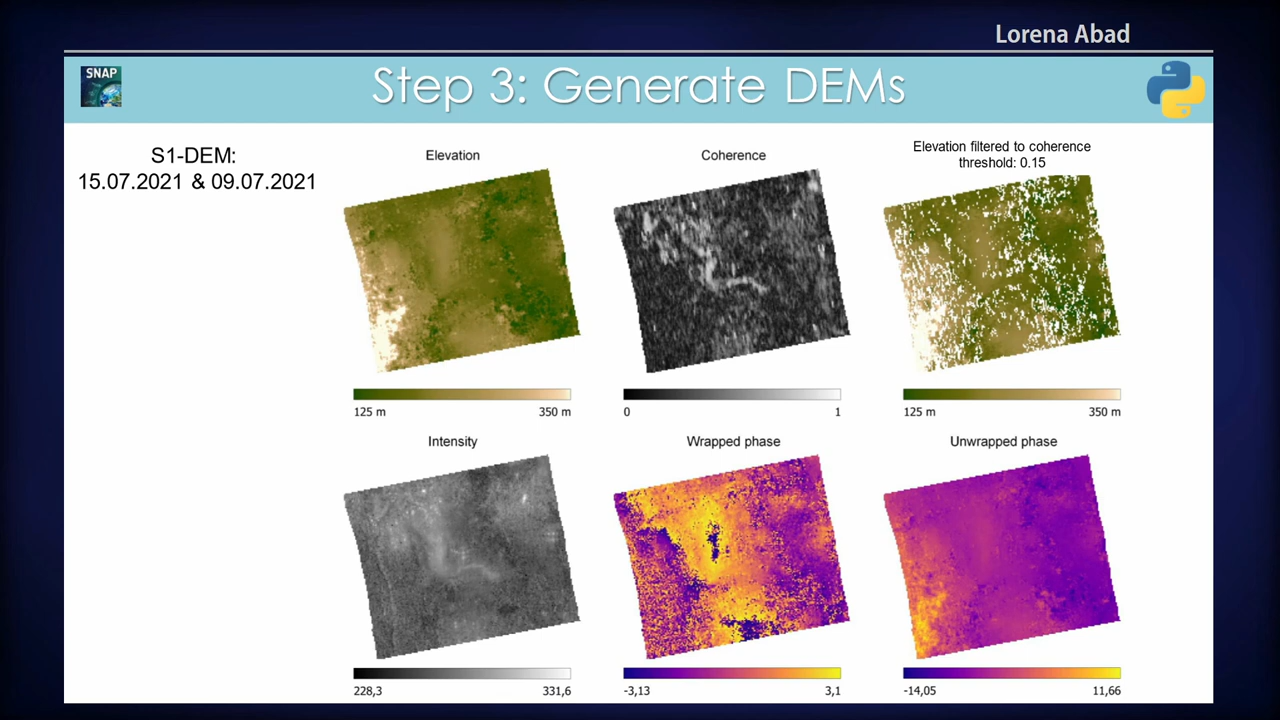 Lorena Abad
SNAP
Step 3: Generate DEMs
S1-DEM:
15.07.2021 & 09.07.2021
Elevation
Coherence
Elevation filtered to coherence
threshold: 0.15
125 m
350 m
0
1
125 m
350 m
Intensity
Wrapped phase
Unwrapped phase
228,3
331,6
-3,13
3,1
-14,05
11,66